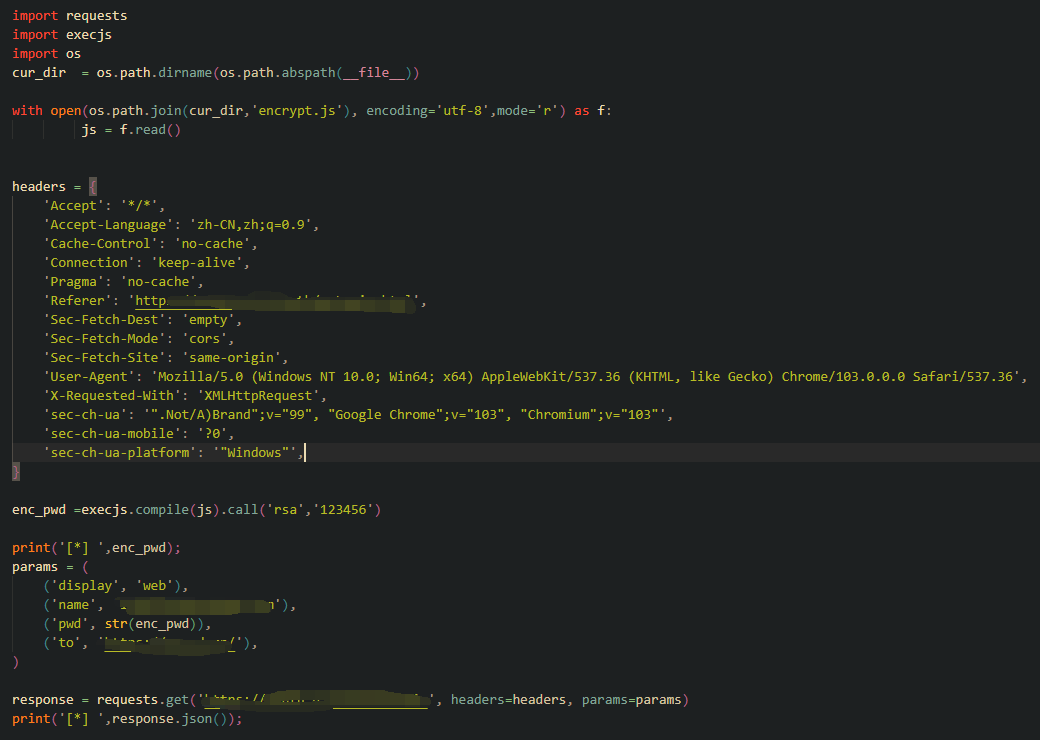 import requests
import execjs
import os
cur_dir  = os.path.dirname(os.path.abspath(__file__))
with open(os.path.join(cur_dir,'encrypt.js'), encoding='utf-8',mode='r') as f:
js = f.read()
headers = {
'Accept': '*/*',
'Accept-Language': 'zh-CN,zh;q=0.9',
'Cache-Control': 'no-cache',
'Connection': 'keep-alive',
'Pragma': 'no-cache',
'Referer': 'http ',
'Sec-Fetch-Dest': 'empty',
'Sec-Fetch-Mode': 'cors',
'Sec-Fetch-Site': 'same-origin',
'User-Agent': 'Mozilla/5.0 (Windows NT 10.0; Win64; x64) AppleWebKit/537.36 (KHTML, like Gecko) Chrome/103.0.0.0 Safari/537.36',
'X-Requested-With': 'XMLHttpRequest',
'sec-ch-ua': '".Not/A)Brand";v="99", "Google Chrome";v="103", "Chromium";v="103"',
'sec-ch-ua-mobile': '?0',
'sec-ch-ua-platform': '"Windows"',
}
enc_pwd =execjs.compile(js).call('rsa','123456')
print('[*] ',enc_pwd);
params = (
('display', 'web'),
('name', '),
('pwd', str(enc_pwd)),
('to', '/'),
)
response = requests.get('https://', headers=headers, params=params)
print('[*] ',response.json());